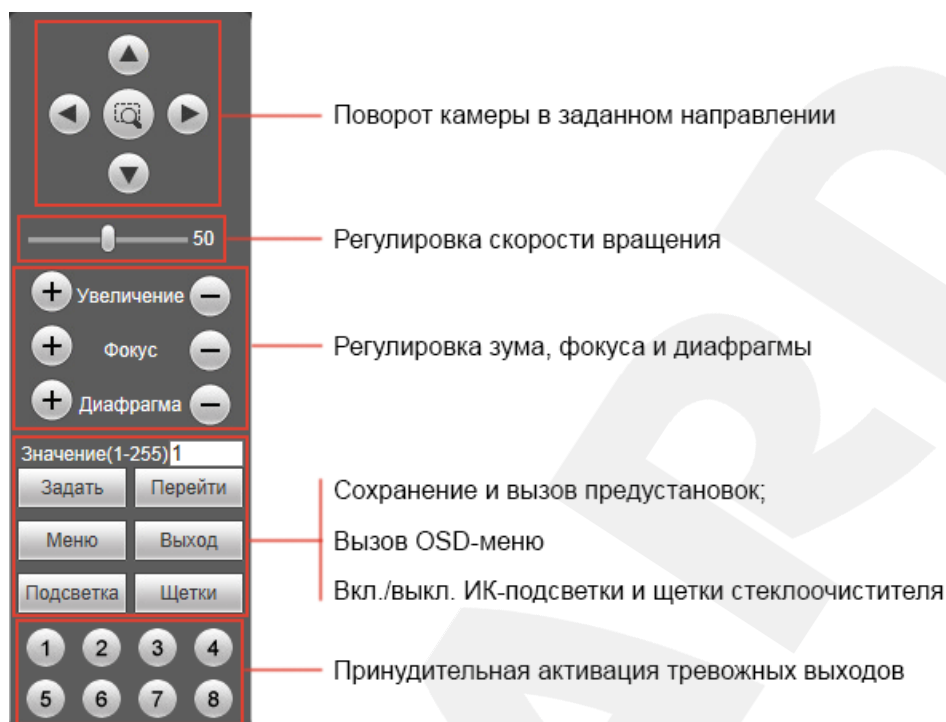 Поворот камеры в заданном направлении
50
Регулировка скорости вращения
Увеличение
Фокус
Диафрагма
Регулировка зума, фокуса и диафрагмы
Значение(1-255) 1
Задать Перейти
Меню Выход
Подсветка Щетки
Сохранение и вызов предустановок;
Вызов OSD-меню
Вкл./выкл. ИК-подсветки и щетки стеклоочистителя
1 2 3 4
5 6 7 8
Принудительная активация тревожных выходов